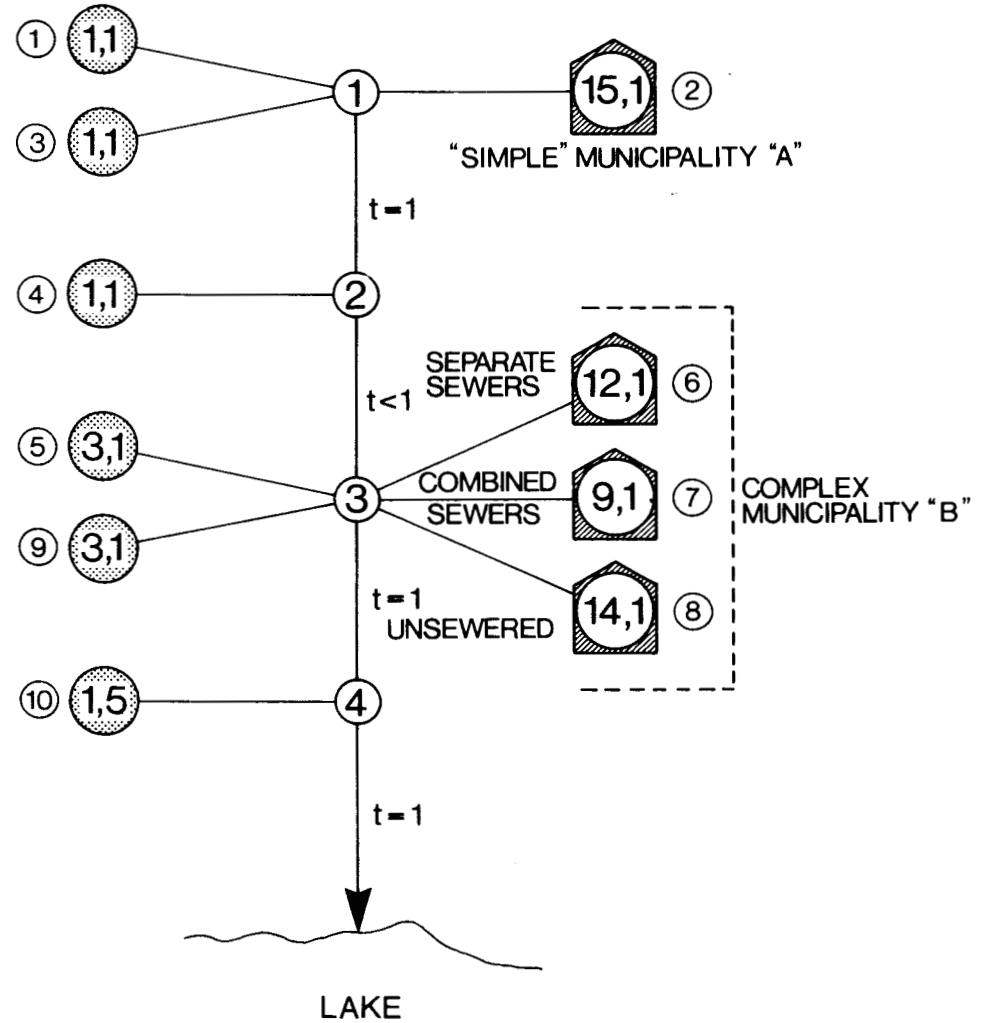 ① 1,1
1
15,1 ②
③ 1,1
"SIMPLE" MUNICIPALITY "A"
t=1
④ 1,1
2
SEPARATE
SEWERS
12,1 ⑥
t<1
⑤ 3,1
3
COMBINED
SEWERS
9,1 ⑦
COMPLEX
MUNICIPALITY "B"
⑨ 3,1
t=1
UNSEWERED
14,1 ⑧
⑩ 1,5
4
t=1
LAKE